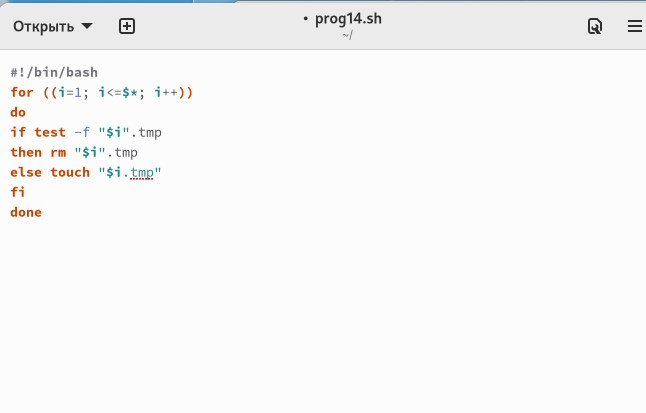 Открыть
• prog14.sh
~/
#!/bin/bash
for ((i=1; i<=$*; i++))
do
if test -f "$i".tmp
then rm "$i".tmp
else touch "$i.tmp"
fi
done